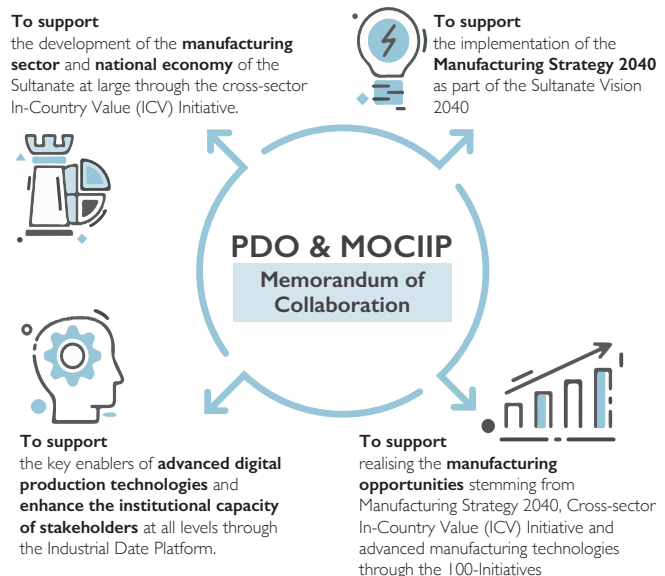 To support
the development of the manufacturing
sector and national economy of the
Sultanate at large through the cross-sector
In-Country Value (ICV) Initiative.
To support
the implementation of the
Manufacturing Strategy 2040
as part of the Sultanate Vision
2040
PDO & MOCIIP
Memorandum of
Collaboration
To support
the key enablers of advanced digital
production technologies and
enhance the institutional capacity
of stakeholders at all levels through
the Industrial Date Platform.
To support
realising the manufacturing
opportunities stemming from
Manufacturing Strategy 2040, Cross-sector
In-Country Value (ICV) Initiative and
advanced manufacturing technologies
through the 100-Initiatives